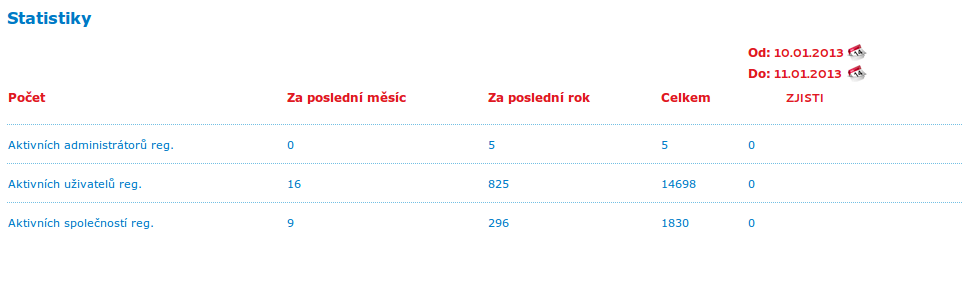 Statistiky
Od: 10.01.2013
Do: 11.01.2013
Počet Za poslední měsíc Za poslední rok Celkem ZJISTI
Aktivních administrátorů reg. 0 5 5 0
Aktivních uživatelů reg. 16 825 14698 0
Aktivních společností reg. 9 296 1830 0